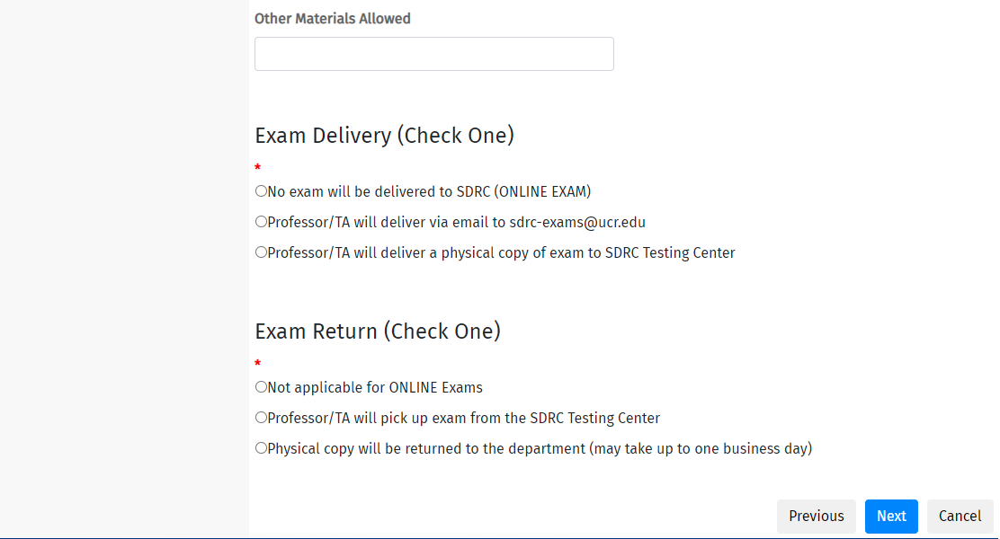 Other Materials Allowed
Exam Delivery (Check One)
*
No exam will be delivered to SDRC (ONLINE EXAM)
Professor/TA will deliver via email to sdrc-exams@ucr.edu
Professor/TA will deliver a physical copy of exam to SDRC Testing Center
Exam Return (Check One)
*
Not applicable for ONLINE Exams
Professor/TA will pick up exam from the SDRC Testing Center
Physical copy will be returned to the department (may take up to one business day)
Previous Next Cancel